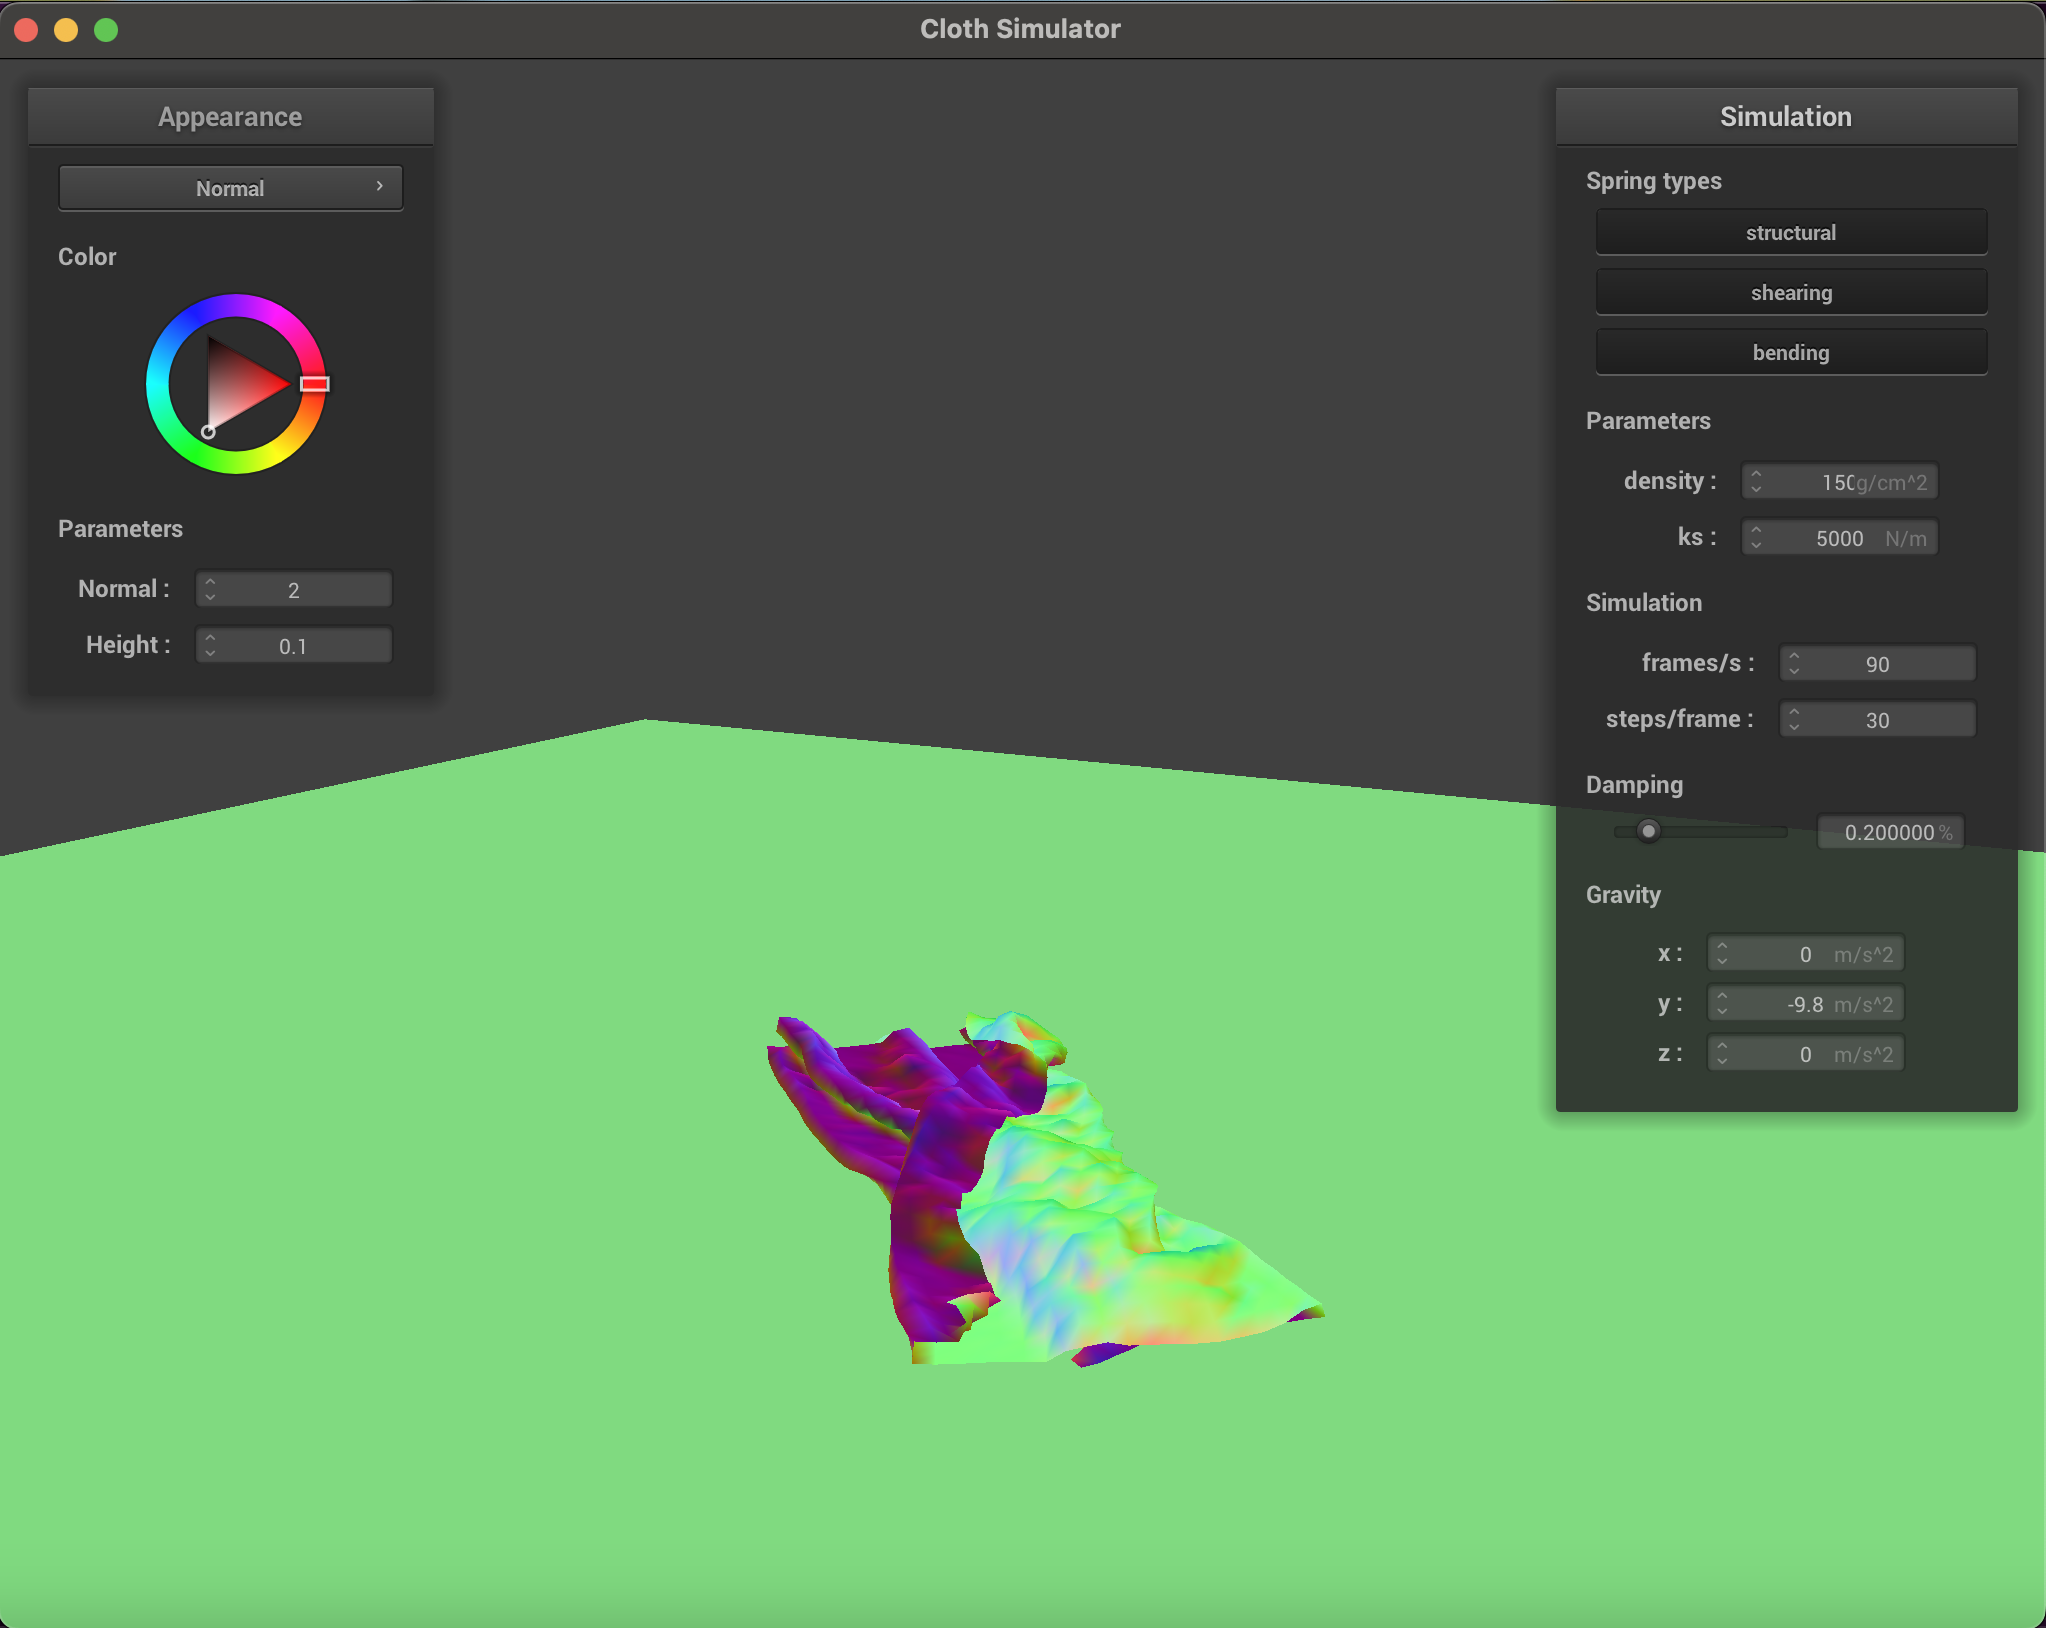 Cloth Simulator
Appearance
Normal
Color
Parameters
Normal : 2
Height : 0.1
Simulation
Spring types
structural
shearing
bending
Parameters
density : 150 g/cm^2
ks : 5000 N/m
Simulation
frames/s : 90
steps/frame : 30
Damping
0.200000 %
Gravity
x : 0 m/s^2
y : -9.8 m/s^2
z : 0 m/s^2